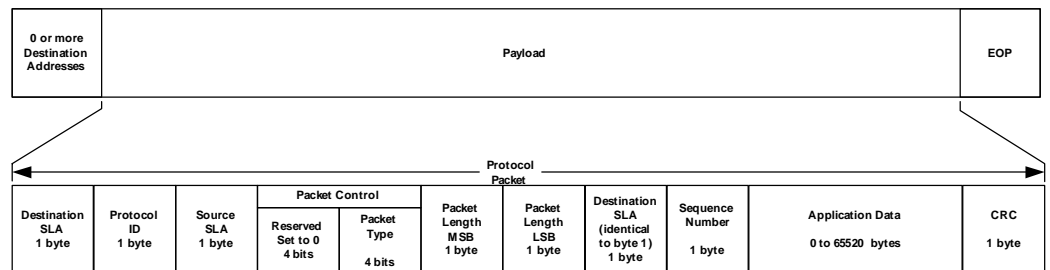 0 or more
Destination
Addresses
Payload
EOP
Protocol
Packet
Destination
SLA
1 byte
Protocol
ID
1 byte
Source
SLA
1 byte
Packet Control
Reserved
Set to 0
4 bits
Packet
Type
4 bits
Packet
Length
MSB
1 byte
Packet
Length
LSB
1 byte
Destination
SLA
(identical
to byte 1)
1 byte
Sequence
Number
1 byte
Application Data
0 to 65520 bytes
CRC
1 byte